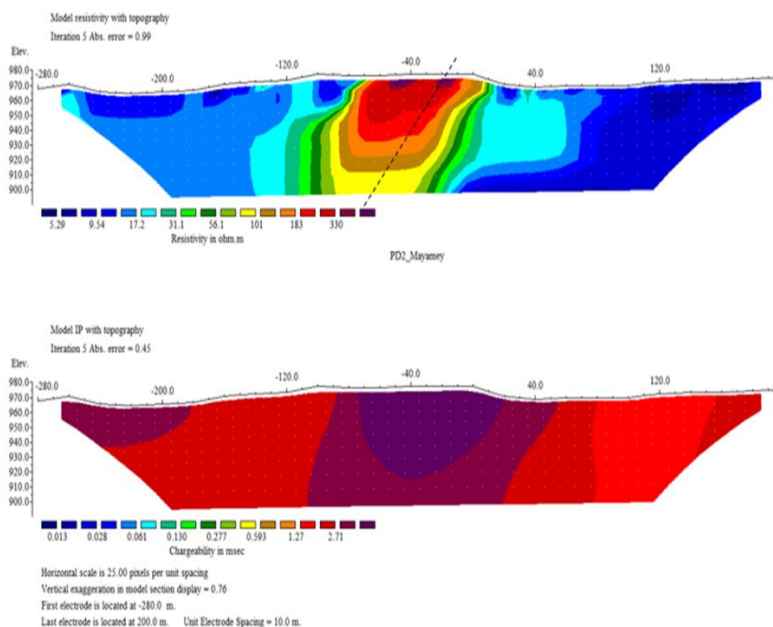 Model resistivity with topography
Iteration 5 Abs. error = 0.99
Elev.
-280.0 -200.0 -120.0 -40.0 40.0 120.0
980.0
970.0
960.0
950.0
940.0
930.0
920.0
910.0
900.0
5.29 9.54 17.2 31.1 56.1 101 183 330
Resistivity in ohm.m
PD2_Mayamey
Model IP with topography
Iteration 5 Abs. error = 0.45
Elev.
-280.0 -200.0 -120.0 -40.0 40.0 120.0
980.0
970.0
960.0
950.0
940.0
930.0
920.0
910.0
900.0
0.013 0.028 0.061 0.130 0.277 0.593 1.27 2.71
Chargeability in msec
Horizontal scale is 25.00 pixels per unit spacing
Vertical exaggeration in model section display = 0.76
First electrode is located at -280.0 m.
Last electrode is located at 200.0 m. Unit Electrode Spacing = 10.0 m.